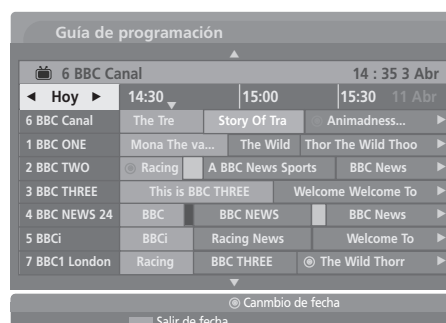 Guía de programación
6 BBC Canal 14 : 35 3 Abr
Hoy 14:30 15:00 15:30 11 Abr
6 BBC Canal The Tre Story Of Tra Animadness...
1 BBC ONE Mona The va... The Wild Thor The Wild Thoo
2 BBC TWO Racing A BBC News Sports BBC News
3 BBC THREE This is BBC THREE Welcome Welcome To
4 BBC NEWS 24 BBC BBC NEWS BBC News
5 BBCi BBCi Racing News Welcome To
7 BBC1 London Racing BBC THREE The Wild Thorr
Canmbio de fecha
Salir de fecha